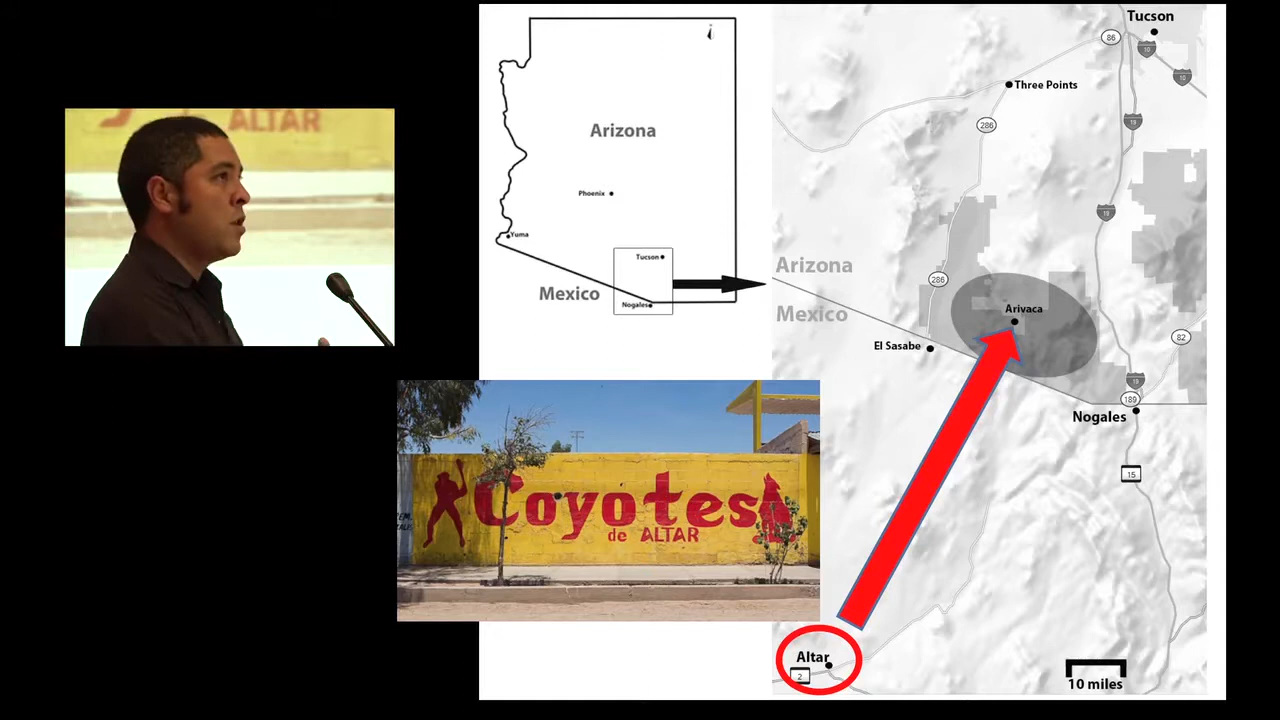 ALTAR
Arizona
Phoenix
Yuma
Tucson
Mexico
Nogales
Tucson
86
10
10
Three Points
19
286
19
Arizona
286
Mexico
Arivaca
El Sasabe
82
19
189
Nogales
15
Coyotes
de ALTAR
Altar
2
10 miles